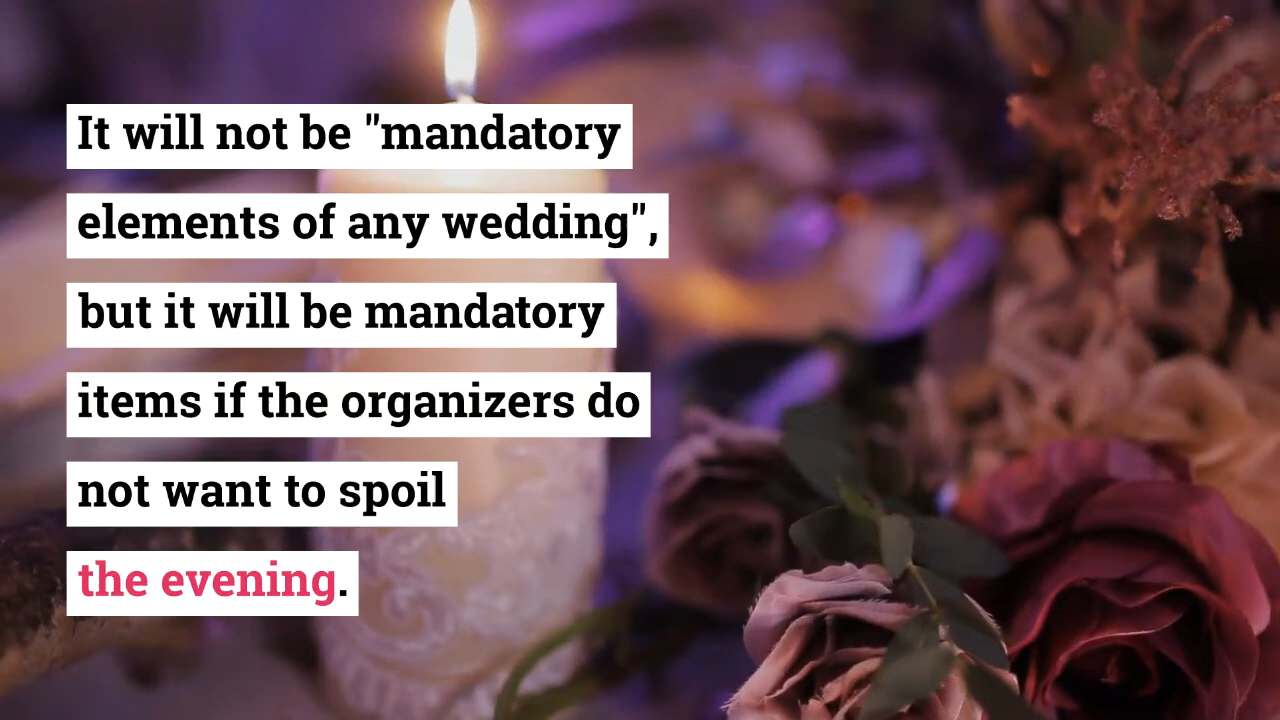 It will not be "mandatory
elements of any wedding",
but it will be mandatory
items if the organizers do
not want to spoil
the evening.